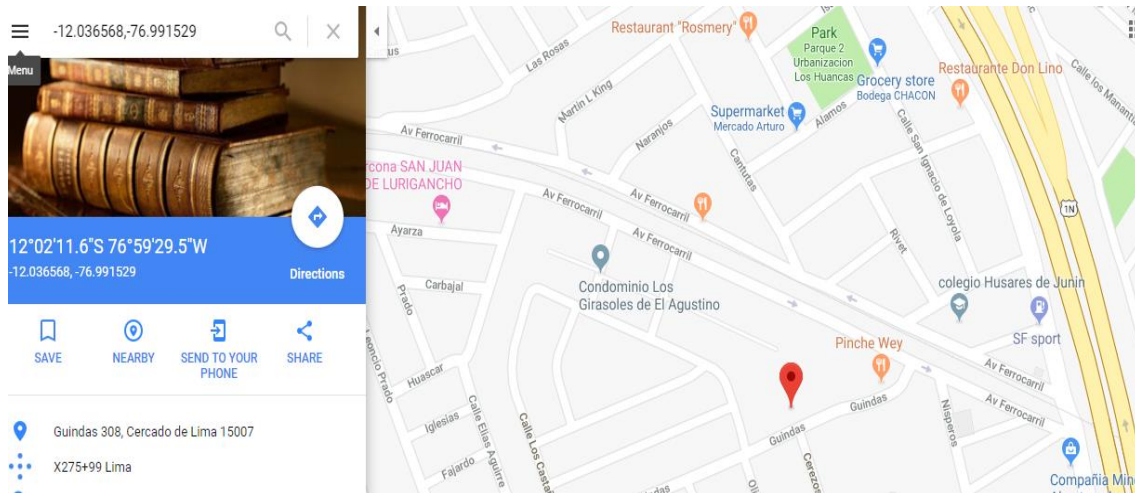 -12.036568,-76.991529
Menu
12°02'11.6"S 76°59'29.5"W
-12.036568, -76.991529
Directions
SAVE
NEARBY
SEND TO YOUR
PHONE
SHARE
Guindas 308, Cercado de Lima 15007
X275+99 Lima
Restaurant "Rosmery"
Park
Parque 2
Urbanizacion
Los Huancas
Grocery store
Bodega CHACON
Restaurante Don Lino
Calle los Manant
us
Las Rosas
Martin L King
Supermarket
Mercado Arturo
Alamos
Naranjos
Av Ferrocarril
Cantutas
Calle San Ignacio de Loyola
rcona SAN JUAN
DE LURIGANCHO
Av Ferrocarril
Av Ferrocarril
1N
Ayarza
Av Ferrocarril
Rivet
Condominio Los
Girasoles de El Agustino
Carbajal
Prado
colegio Husares de Junin
SF sport
Leoncio Prado
Pinche Wey
Huascar
Av Ferrocarril
Guindas
Nisperos
Av Ferrocarril
Iglesias
Calle Elias Aguirre
Calle Los Casta
Guindas
Fajardo
Cerezos
Compañia Min